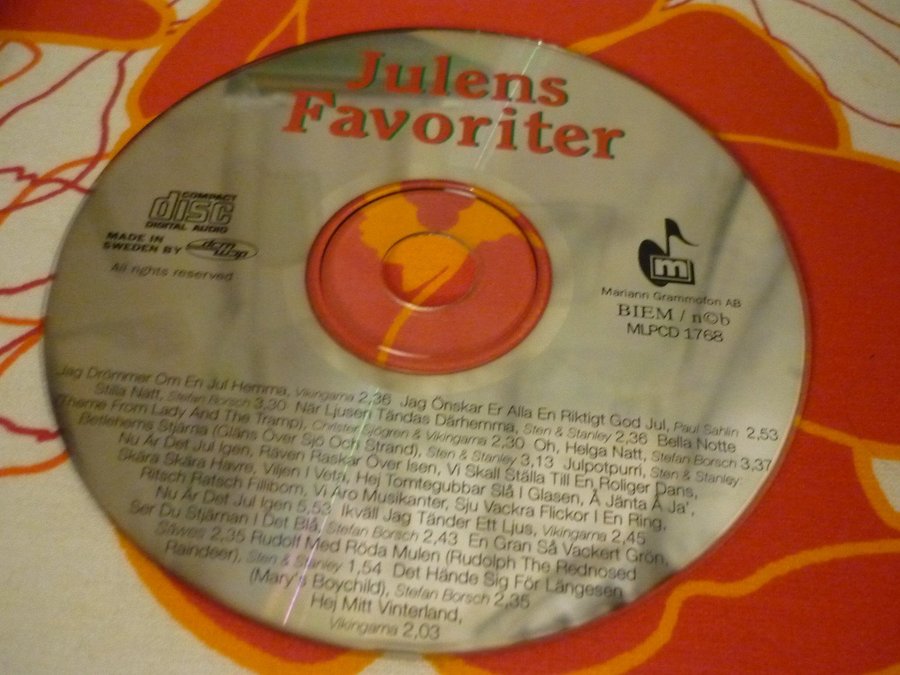 Julens
Favoriter
COMPACT
disc
DIGITAL AUDIO
MADE IN
SWEDEN BY
All rights reserved
m
Mariann Grammofon AB
BIEM / n©b
MLPCD 1768
Jag Drömmer Om En Jul Hemma, Vikingarna 2,36 Jag Önskar Er Alla En Riktigt God Jul, Paul Sahlin 2,53
Stilla Natt, Stefan Borsch 3,30 När Ljusen Tändas Därhemma, Sten & Stanley 2,36 Bella Notte
(Theme From Lady And The Tramp), Christer Sjögren & Vikingarna 2,30 Oh, Helga Natt, Stefan Borsch 3,37
Betlehems Stjärna (Gläns Över Sjö Och Strand), Sten & Stanley 3,13 Julpotpurri, Sten & Stanley
Nu Är Det Jul Igen, Räven Raskar Över Isen, Vi Skall Ställa Till En Roliger Dans,
Skära Skära Havre, Viljen I Veta, Hej Tomtegubbar Slå I Glasen, Å Jänta Å Ja',
Ritsch Ratsch Filibom, Vi Äro Musikanter, Sju Vackra Flickor I En Ring,
Nu Är Det Jul Igen 5,53 Ikväll Jag Tänder Ett Ljus, Vikingarna 2,45
Ser Du Stjärnan I Det Blå, Stefan Borsch 2,43 En Gran Så Vackert Grön,
Säwes 2,35 Rudolf Med Röda Mulen (Rudolph The Rednosed
Raindeer), Sten & Stanley 1,54 Det Hände Sig För Längesen
(Mary's Boychild), Stefan Borsch 2,35
Hej Mitt Vinterland,
Vikingarna 2,03